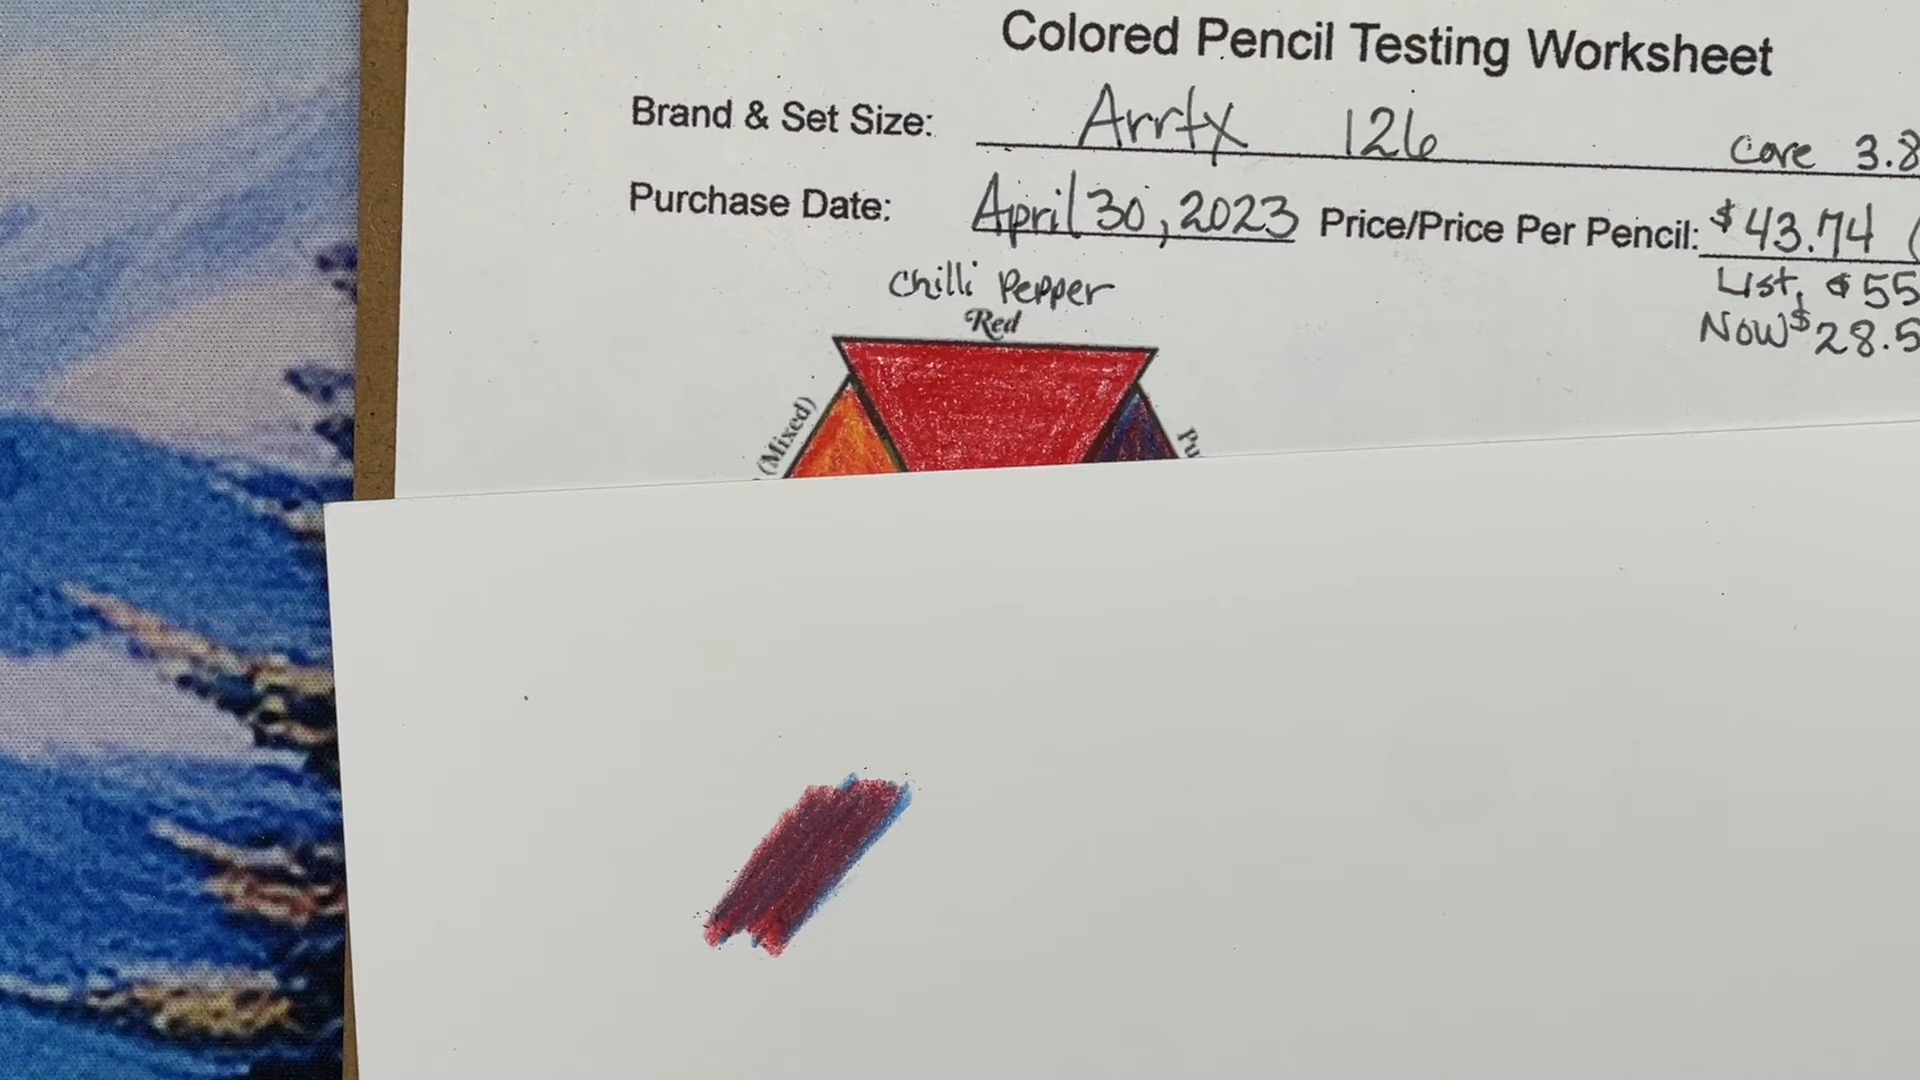 Colored Pencil Testing Worksheet
Brand & Set Size: Arrtx 126 Core 3.8
Purchase Date: April 30, 2023 Price/Price Per Pencil: $43.74 (
List, $55
Now $28.5
Chilli Pepper
Red
(Mixed)
Pu